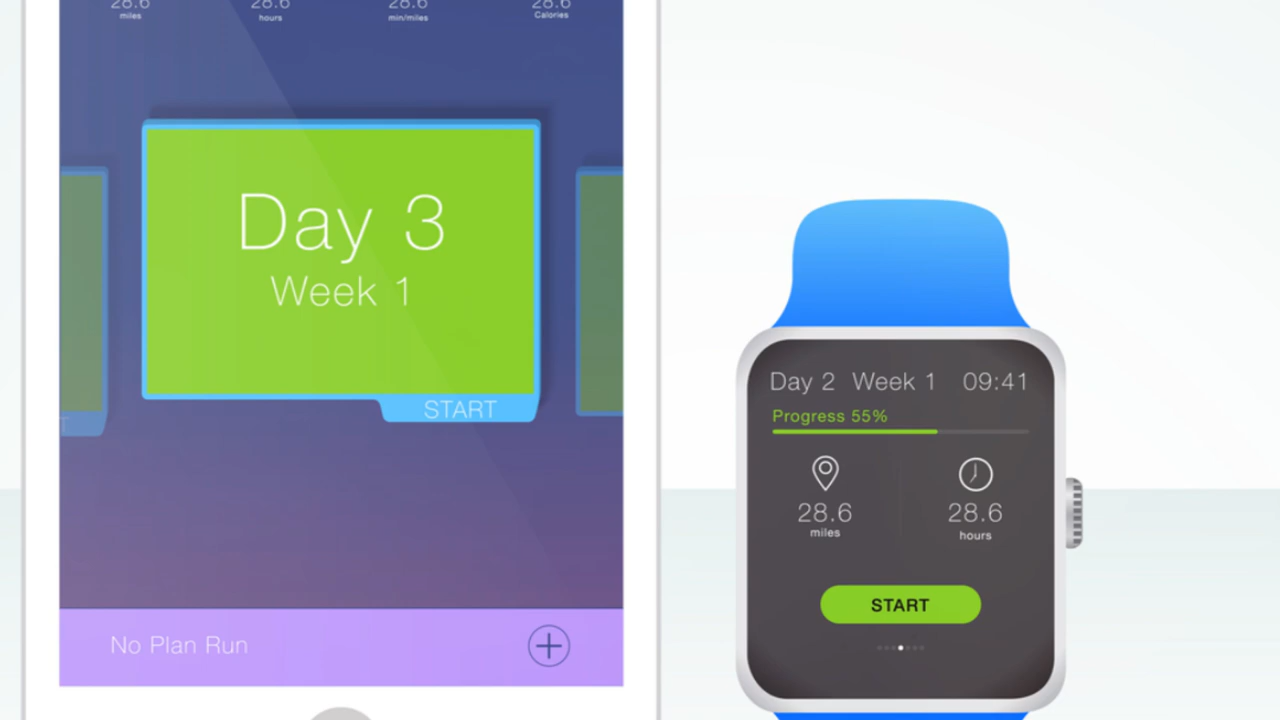 28.6 28.6 28.6 28.6
miles hours min/miles Calories
Day 3
Week 1
START
No Plan Run
Day 2 Week 1 09:41
Progress 55%
28.6 28.6
miles hours
START